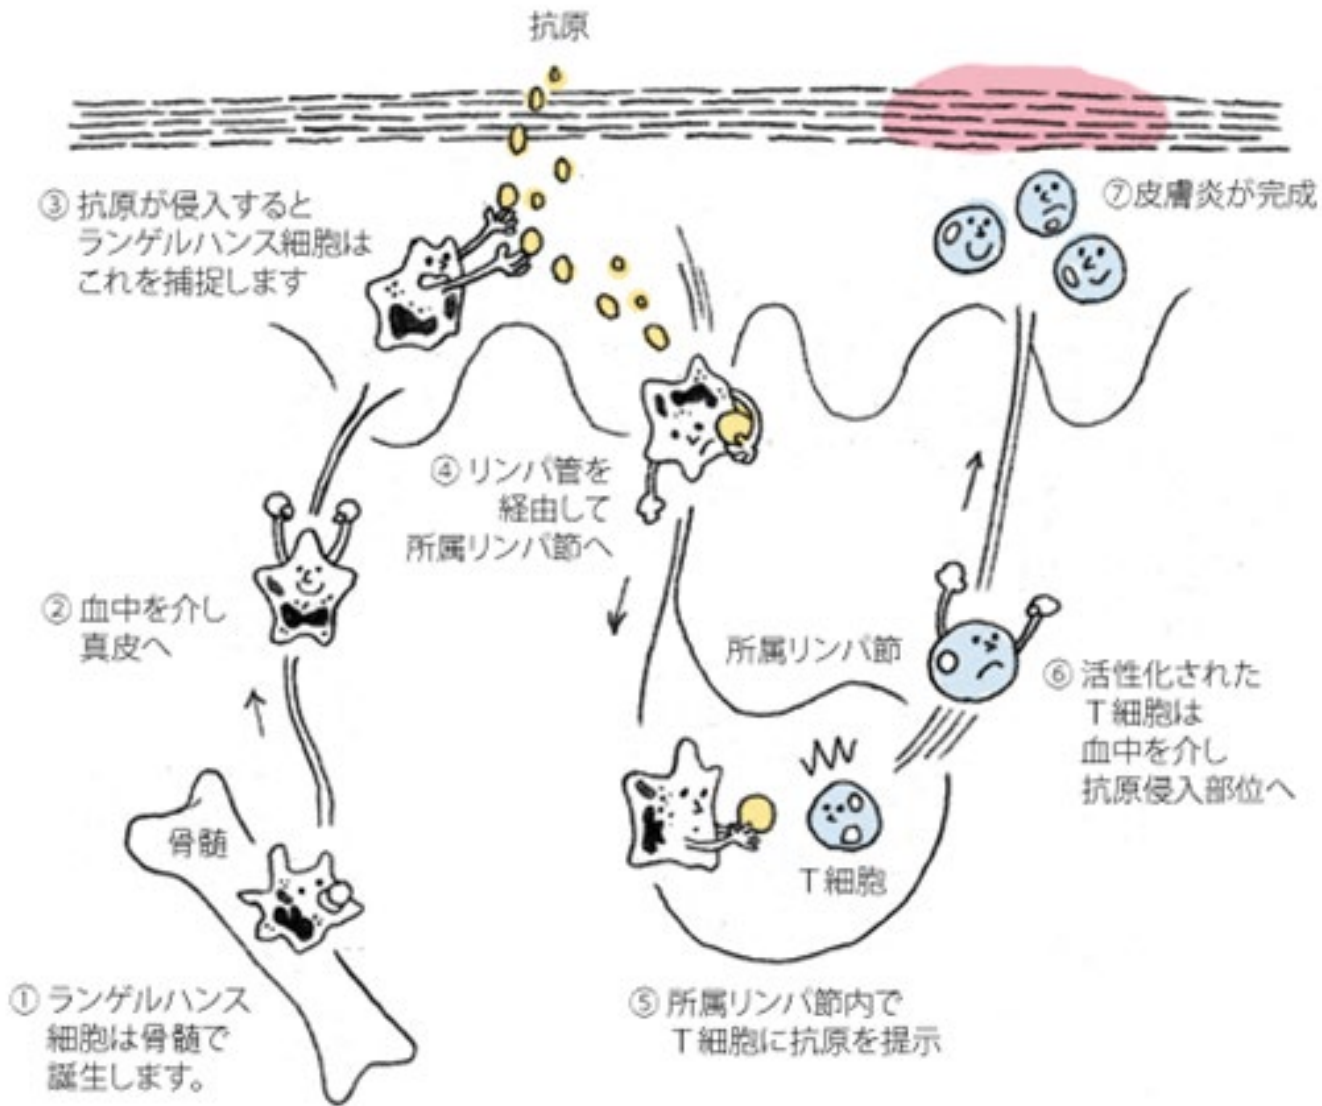 抗原
③ 抗原が侵入すると
ランゲルハンス細胞は
これを捕捉します
⑦皮膚炎が完成
④ リンパ管を
経由して
所属リンパ節へ
② 血中を介し
真皮へ
所属リンパ節
⑥ 活性化された
T細胞は
血中を介し
抗原侵入部位へ
骨髄
T細胞
① ランゲルハンス
細胞は骨髄で
誕生します。
⑤ 所属リンパ節内で
T細胞に抗原を提示